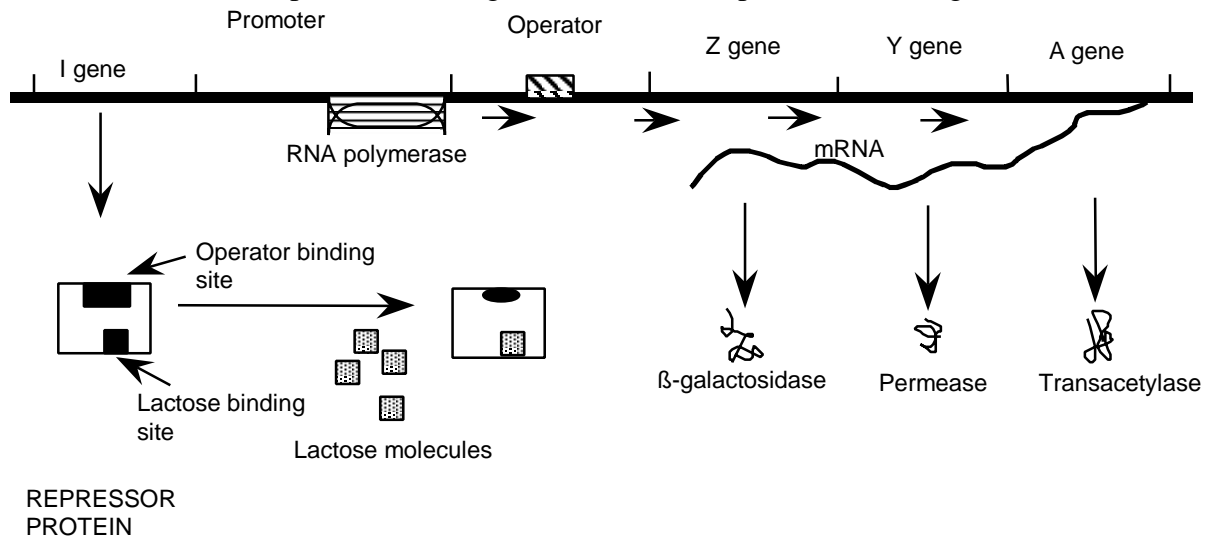 Promoter
Operator
Z gene
Y gene
A gene
I gene
RNA polymerase
mRNA
Operator binding
site
ß-galactosidase
Permease
Transacetylase
Lactose binding
site
Lactose molecules
REPRESSOR
PROTEIN